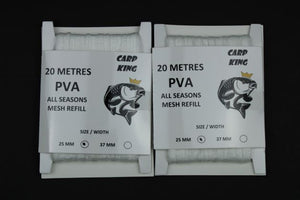 CARP
KING
20 METRES
PVA
ALL SEASONS
MESH REFILL
SIZE / WIDTH
25 MM
37 MM
CARP
KING
20 METRES
PVA
ALL SEASONS
MESH REFILL
SIZE / WIDTH
25 MM
37 MM